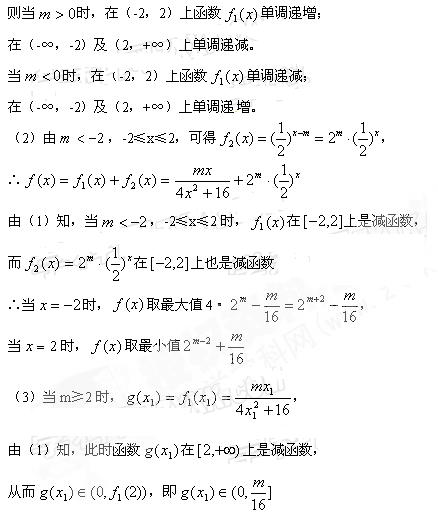 则当 m > 0时，在（-2，2）上函数 f₁(x) 单调递增；
在（-∞，-2）及（2，+∞）上单调递减。
当 m < 0时，在（-2，2）上函数 f₁(x) 单调递减；
在（-∞，-2）及（2，+∞）上单调递增。
（2）由 m < -2，-2≤x≤2，可得 f₂(x) = (1/2)^(x-m) = 2^m · (1/2)^x，
∴ f(x) = f₁(x) + f₂(x) = mx/(4x² + 16) + 2^m · (1/2)^x
由（1）知，当 m < -2，-2≤x≤2 时， f₁(x) 在 [-2,2] 上是减函数，
而 f₂(x) = 2^m · (1/2)^x 在 [-2,2] 上也是减函数
∴当 x = -2 时， f(x) 取最大值 4· 2^m - m/16 = 2^(m+2) - m/16，
当 x = 2 时， f(x) 取最小值 2^(m-2) + m/16
（3）当 m≥2 时， g(x₁) = f₁(x₁) = mx₁/(4x₁² + 16)，
由（1）知，此时函数 g(x₁) 在 [2,+∞) 上是减函数，
从而 g(x₁) ∈ (0, f₁(2))，即 g(x₁) ∈ (0, m/16]